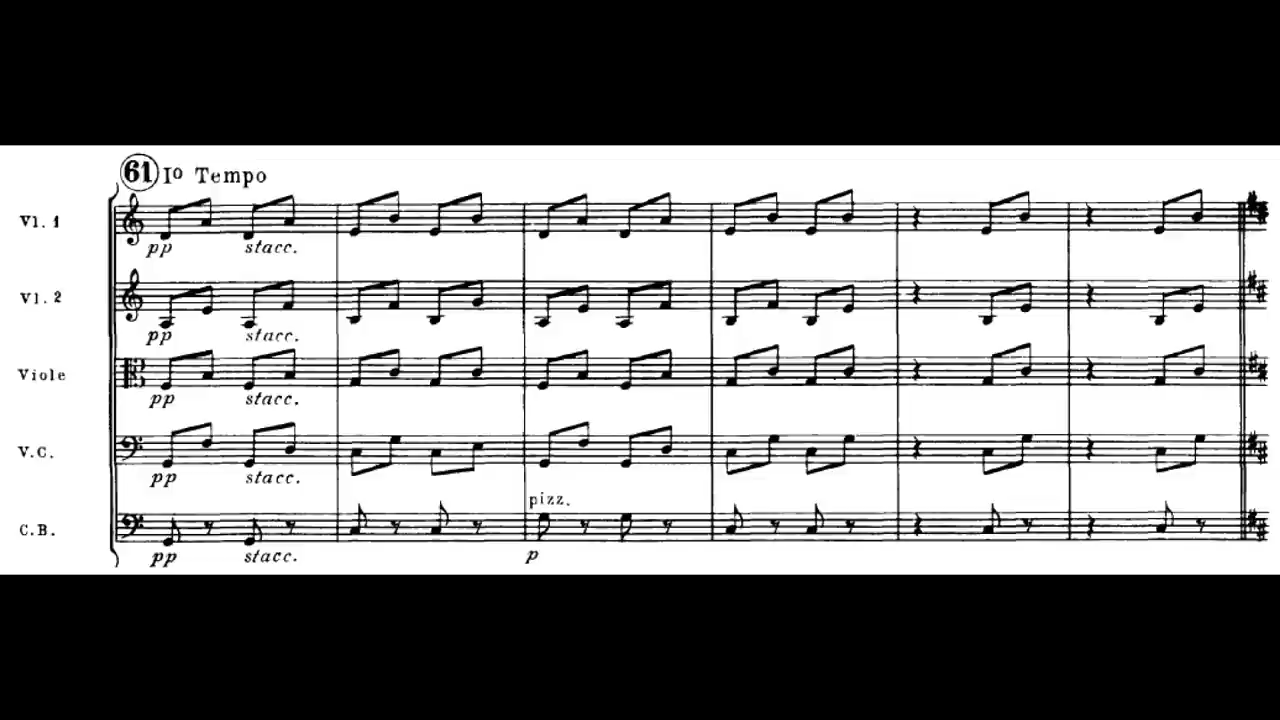 61 Iº Tempo
Vl. 1
pp stacc.
Vl. 2
pp stacc.
Viole
pp stacc.
V.C.
pp stacc.
pizz.
C.B.
pp stacc. p